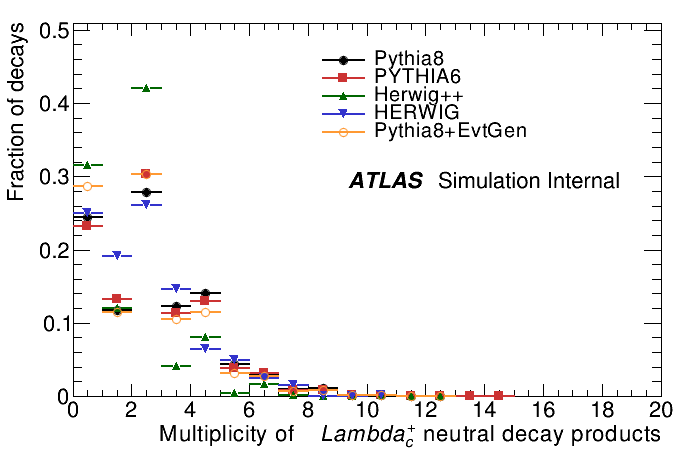 Fraction of decays
0.5
0.4
0.3
0.2
0.1
0
Pythia8
PYTHIA6
Herwig++
HERWIG
Pythia8+EvtGen
ATLAS Simulation Internal
0 2 4 6 8 10 12 14 16 18 20
Multiplicity of Lambda_c^+ neutral decay products